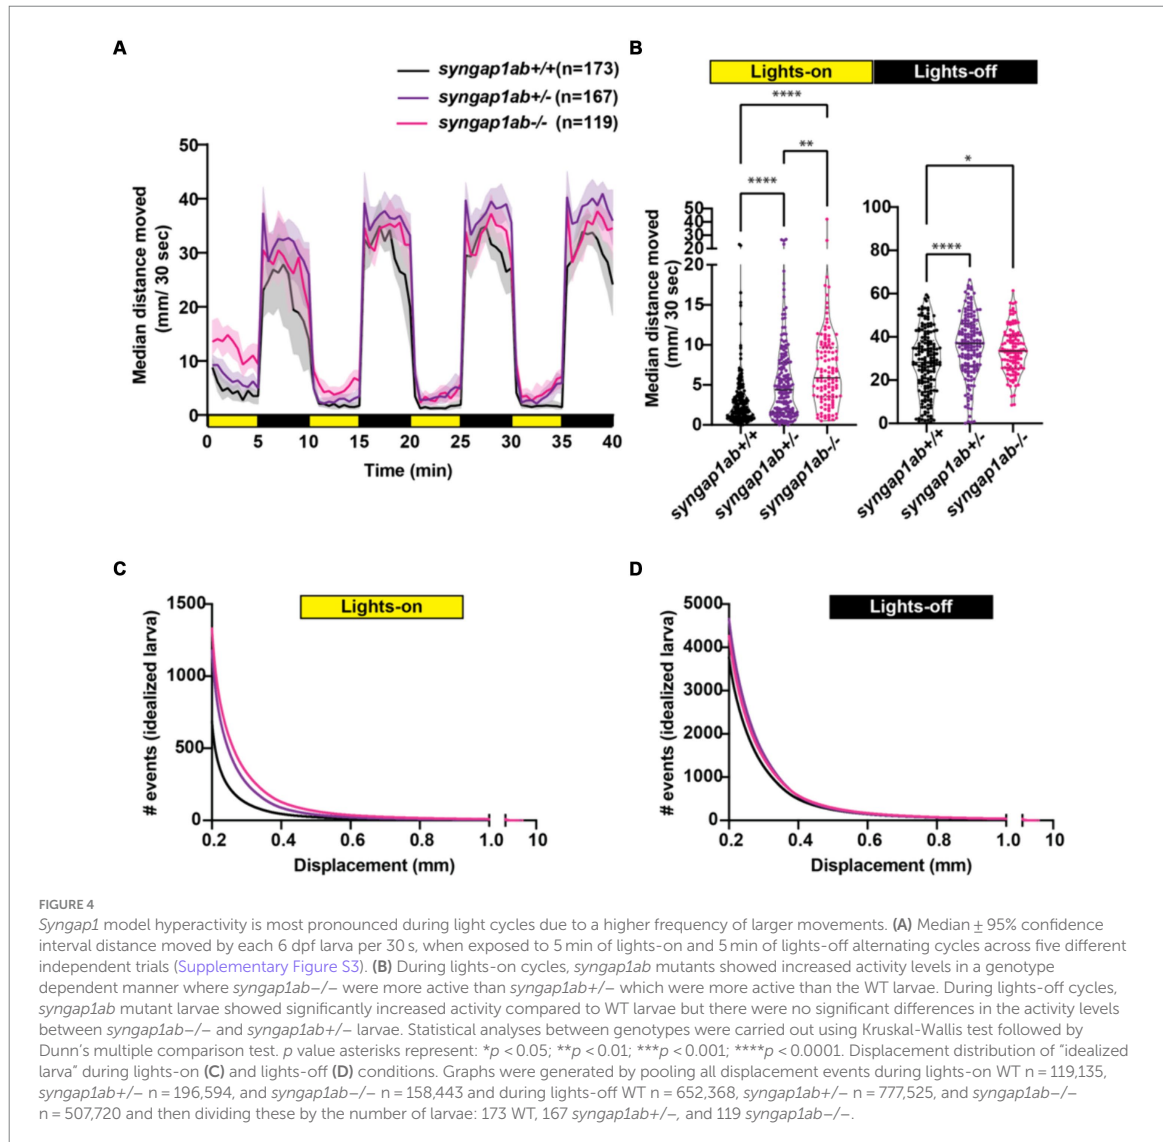 A
syngap1ab+/+(n=173)
syngap1ab+/- (n=167)
syngap1ab-/- (n=119)
Median distance moved
(mm/ 30 sec)
50
40
30
20
10
0
0 5 10 15 20 25 30 35 40
Time (min)
B
Lights-on Lights-off
****
**
****
*
****
Median distance moved
(mm/ 30 sec)
50
40
30
20
20
15
10
5
0
100
80
60
40
20
0
syngap1ab+/+ syngap1ab+/- syngap1ab-/- syngap1ab+/+ syngap1ab+/- syngap1ab-/-
C
Lights-on
# events (idealized larva)
1500
1000
500
0
0.2 0.4 0.6 0.8 1.0 10
Displacement (mm)
D
Lights-off
# events (idealized larva)
5000
4000
3000
2000
1000
0
0.2 0.4 0.6 0.8 1.0 10
Displacement (mm)
FIGURE 4
Syngap1 model hyperactivity is most pronounced during light cycles due to a higher frequency of larger movements. (A) Median ± 95% confidence
interval distance moved by each 6 dpf larva per 30 s, when exposed to 5 min of lights-on and 5 min of lights-off alternating cycles across five different
independent trials (Supplementary Figure S3). (B) During lights-on cycles, syngap1ab mutants showed increased activity levels in a genotype
dependent manner where syngap1ab−/− were more active than syngap1ab+/− which were more active than the WT larvae. During lights-off cycles,
syngap1ab mutant larvae showed significantly increased activity compared to WT larvae but there were no significant differences in the activity levels
between syngap1ab−/− and syngap1ab+/− larvae. Statistical analyses between genotypes were carried out using Kruskal-Wallis test followed by
Dunn's multiple comparison test. p value asterisks represent: *p < 0.05; **p < 0.01; ***p < 0.001; ****p < 0.0001. Displacement distribution of "idealized
larva" during lights-on (C) and lights-off (D) conditions. Graphs were generated by pooling all displacement events during lights-on WT n = 119,135,
syngap1ab+/− n = 196,594, and syngap1ab−/− n = 158,443 and during lights-off WT n = 652,368, syngap1ab+/− n = 777,525, and syngap1ab−/−
n = 507,720 and then dividing these by the number of larvae: 173 WT, 167 syngap1ab+/−, and 119 syngap1ab−/−.